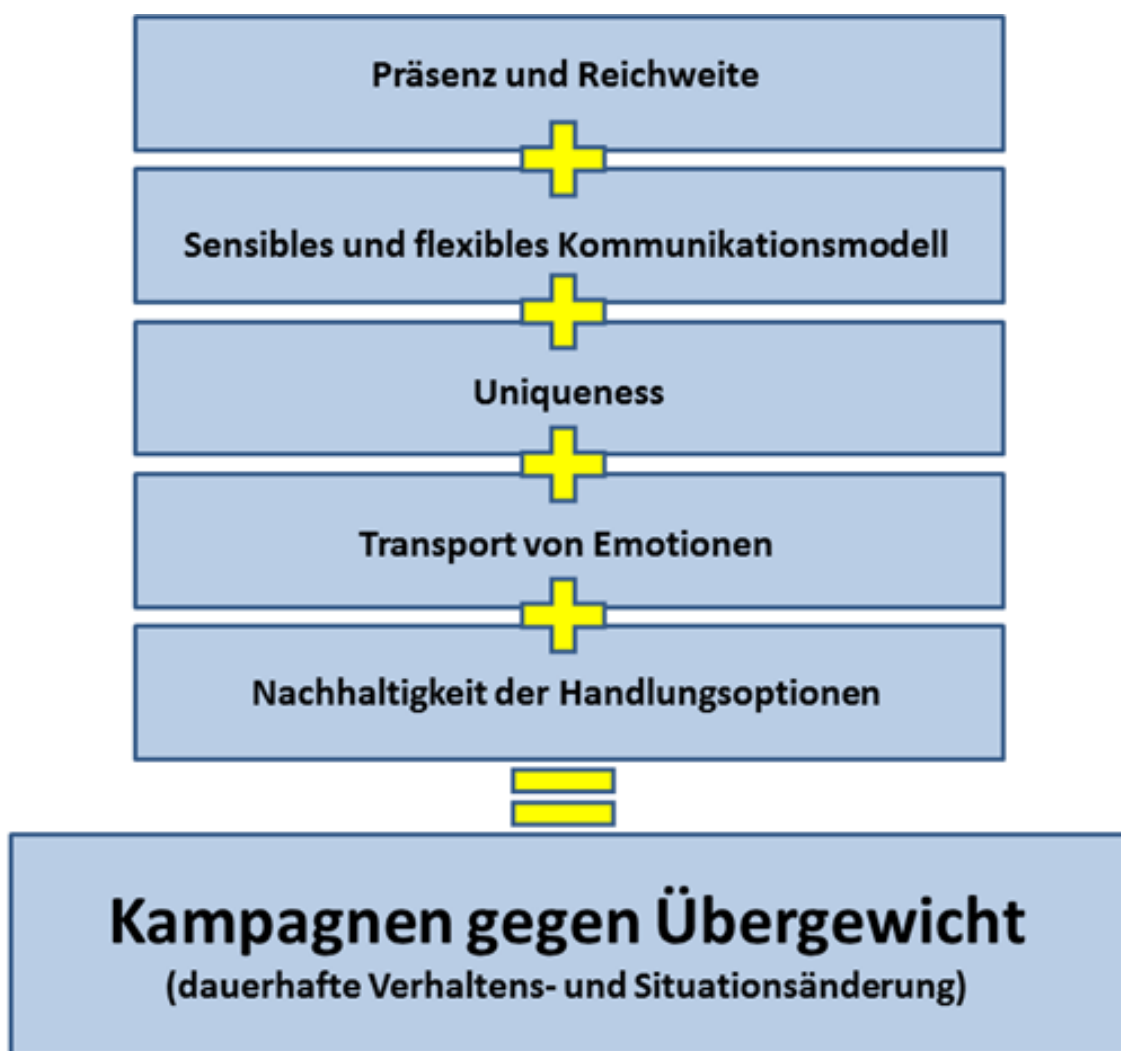 Präsenz und Reichweite
Sensibles und flexibles Kommunikationsmodell
Uniqueness
Transport von Emotionen
Nachhaltigkeit der Handlungsoptionen
Kampagnen gegen Übergewicht
(dauerhafte Verhaltens- und Situationsänderung)